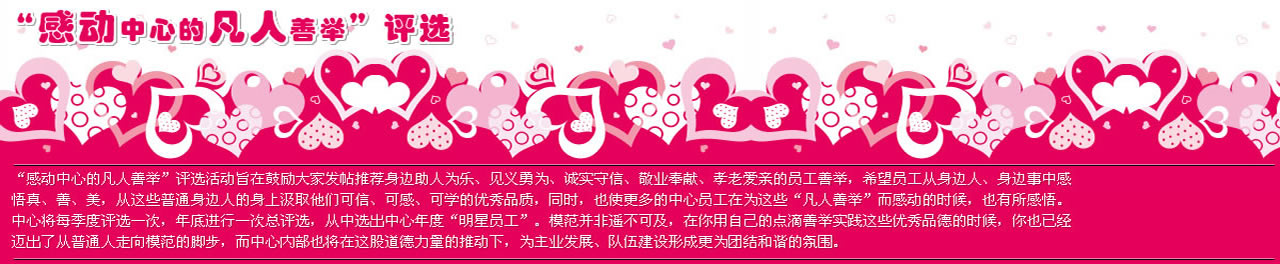 “感动中心的凡人善举”评选
“感动中心的凡人善举”评选活动旨在鼓励大家发帖推荐身边助人为乐、见义勇为、诚实守信、敬业奉献、孝老爱亲的员工善举，希望员工从身边人、身边事中感
悟真、善、美，从这些普通身边人的身上汲取他们可信、可感、可学的优秀品质，同时，也使更多的中心员工在为这些“凡人善举”而感动的时候，也有所感悟。
中心将每季度评选一次，年底进行一次总评选，从中选出中心年度“明星员工”。模范并非遥不可及，在你用自己的点滴善举实践这些优秀品德的时候，你也已经
迈出了从普通人走向模范的脚步，而中心内部也将在这股道德力量的推动下，为主业发展、队伍建设形成更为团结和谐的氛围。